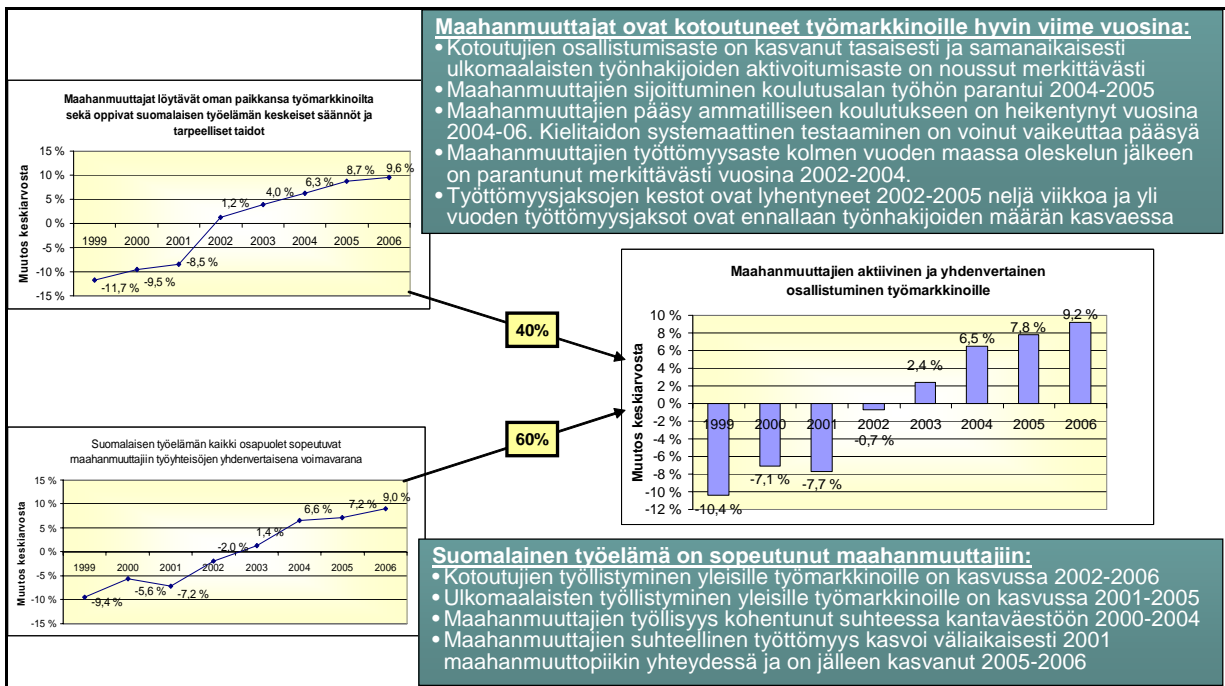 Maahanmuuttajat ovat kotoutuneet työmarkkinoille hyvin viime vuosina:
• Kotoutujien osallistumisaste on kasvanut tasaisesti ja samanaikaisesti
ulkomaalaisten työnhakijoiden aktivoitumisaste on noussut merkittävästi
• Maahanmuuttajien sijoittuminen koulutusalan työhön parantui 2004-2005
• Maahanmuuttajien pääsy ammatilliseen koulutukseen on heikentynyt vuosina
2004-06. Kielitaidon systemaattinen testaaminen on voinut vaikeuttaa pääsyä
• Maahanmuuttajien työttömyysaste kolmen vuoden maassa oleskelun jälkeen
on parantunut merkittävästi vuosina 2002-2004.
• Työttömyysjaksojen kestot ovat lyhentyneet 2002-2005 neljä viikkoa ja yli
vuoden työttömyysjaksot ovat ennallaan työnhakijoiden määrän kasvaessa
Maahanmuuttajat löytävät oman paikkansa työmarkkinoilta
sekä oppivat suomalaisen työelämän keskeiset säännöt ja
tarpeelliset taidot
Muutos keskiarvosta
15 %
10 %
5 %
0 %
-5 %
-10 %
-15 %
1999 2000 2001 2002 2003 2004 2005 2006
-11,7 % -9,5 % -8,5 % 1,2 % 4,0 % 6,3 % 8,7 % 9,6 %
40%
60%
Maahanmuuttajien aktiivinen ja yhdenvertainen
osallistuminen työmarkkinoille
Muutos keskiarvosta
10 %
8 %
6 %
4 %
2 %
0 %
-2 %
-4 %
-6 %
-8 %
-10 %
-12 %
1999 2000 2001 2002 2003 2004 2005 2006
-10,4 % -7,1 % -7,7 % -0,7 % 2,4 % 6,5 % 7,8 % 9,2 %
Suomalaisen työelämän kaikki osapuolet sopeutuvat
maahanmuuttajiin työyhteisöjen yhdenvertaisena voimavarana
Muutos keskiarvosta
15 %
10 %
5 %
0 %
-5 %
-10 %
-15 %
1999 2000 2001 2002 2003 2004 2005 2006
-9,4 % -5,6 % -7,2 % -2,0 % 1,4 % 6,6 % 7,2 % 9,0 %
Suomalainen työelämä on sopeutunut maahanmuuttajiin:
• Kotoutujien työllistyminen yleisille työmarkkinoille on kasvussa 2002-2006
• Ulkomaalaisten työllistyminen yleisille työmarkkinoille on kasvussa 2001-2005
• Maahanmuuttajien työllisyys kohentunut suhteessa kantaväestöön 2000-2004
• Maahanmuuttajien suhteellinen työttömyys kasvoi väliaikaisesti 2001
maahanmuuttopiikin yhteydessä ja on jälleen kasvanut 2005-2006